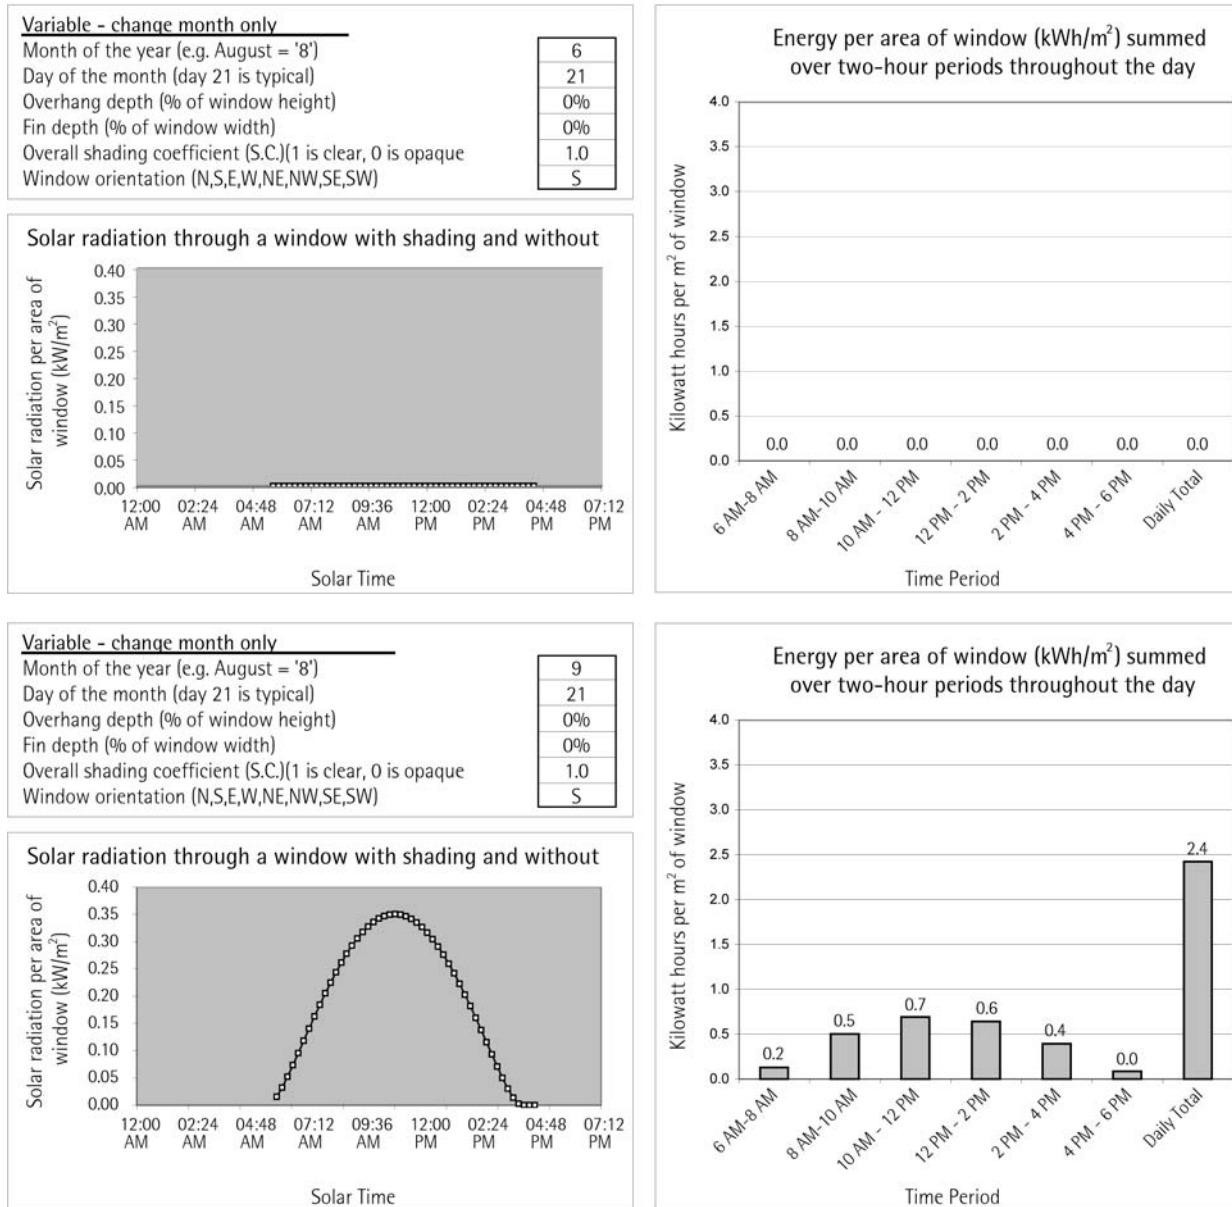 Variable - change month only
Month of the year (e.g. August = '8') 6
Day of the month (day 21 is typical) 21
Overhang depth (% of window height) 0%
Fin depth (% of window width) 0%
Overall shading coefficient (S.C.)(1 is clear, 0 is opaque 1.0
Window orientation (N,S,E,W,NE,NW,SE,SW) S
Solar radiation through a window with shading and without
Solar radiation per area of
window (kW/m²)
0.40
0.35
0.30
0.25
0.20
0.15
0.10
0.05
0.00
12:00 02:24 04:48 07:12 09:36 12:00 02:24 04:48 07:12
AM AM AM AM AM PM PM PM PM
Solar Time
Energy per area of window (kWh/m²) summed
over two-hour periods throughout the day
Kilowatt hours per m² of window
4.0
3.5
3.0
2.5
2.0
1.5
1.0
0.5
0.0
0.0 0.0 0.0 0.0 0.0 0.0 0.0
6 AM-8 AM
8 AM-10 AM
10 AM - 12 PM
12 PM - 2 PM
2 PM - 4 PM
4 PM - 6 PM
Daily Total
Time Period
Variable - change month only
Month of the year (e.g. August = '8') 9
Day of the month (day 21 is typical) 21
Overhang depth (% of window height) 0%
Fin depth (% of window width) 0%
Overall shading coefficient (S.C.)(1 is clear, 0 is opaque 1.0
Window orientation (N,S,E,W,NE,NW,SE,SW) S
Solar radiation through a window with shading and without
Solar radiation per area of
window (kW/m²)
0.40
0.35
0.30
0.25
0.20
0.15
0.10
0.05
0.00
12:00 02:24 04:48 07:12 09:36 12:00 02:24 04:48 07:12
AM AM AM AM AM PM PM PM PM
Solar Time
Energy per area of window (kWh/m²) summed
over two-hour periods throughout the day
Kilowatt hours per m² of window
4.0
3.5
3.0
2.5
2.0
1.5
1.0
0.5
0.0
0.2 0.5 0.7 0.6 0.4 0.0 2.4
6 AM-8 AM
8 AM-10 AM
10 AM - 12 PM
12 PM - 2 PM
2 PM - 4 PM
4 PM - 6 PM
Daily Total
Time Period